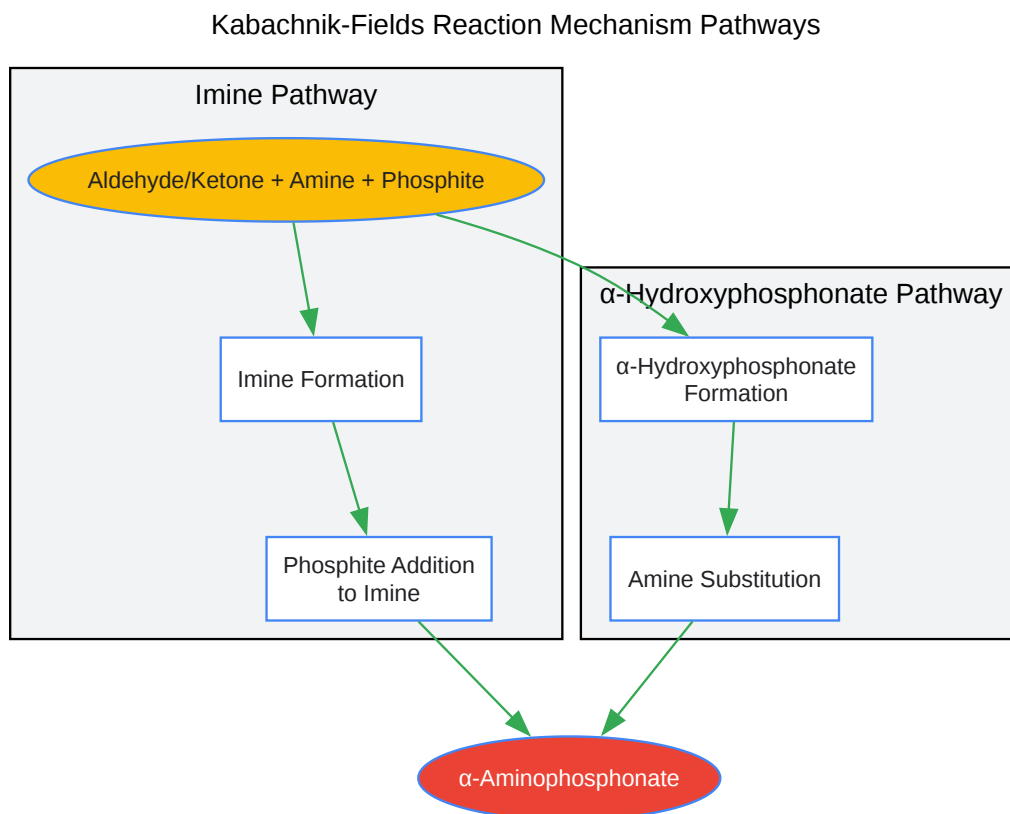 Kabachnik-Fields Reaction Mechanism Pathways
Imine Pathway
Aldehyde/Ketone + Amine + Phosphite
α-Hydroxyphosphonate Pathway
Imine Formation
α-Hydroxyphosphonate
Formation
Phosphite Addition
to Imine
Amine Substitution
α-Aminophosphonate